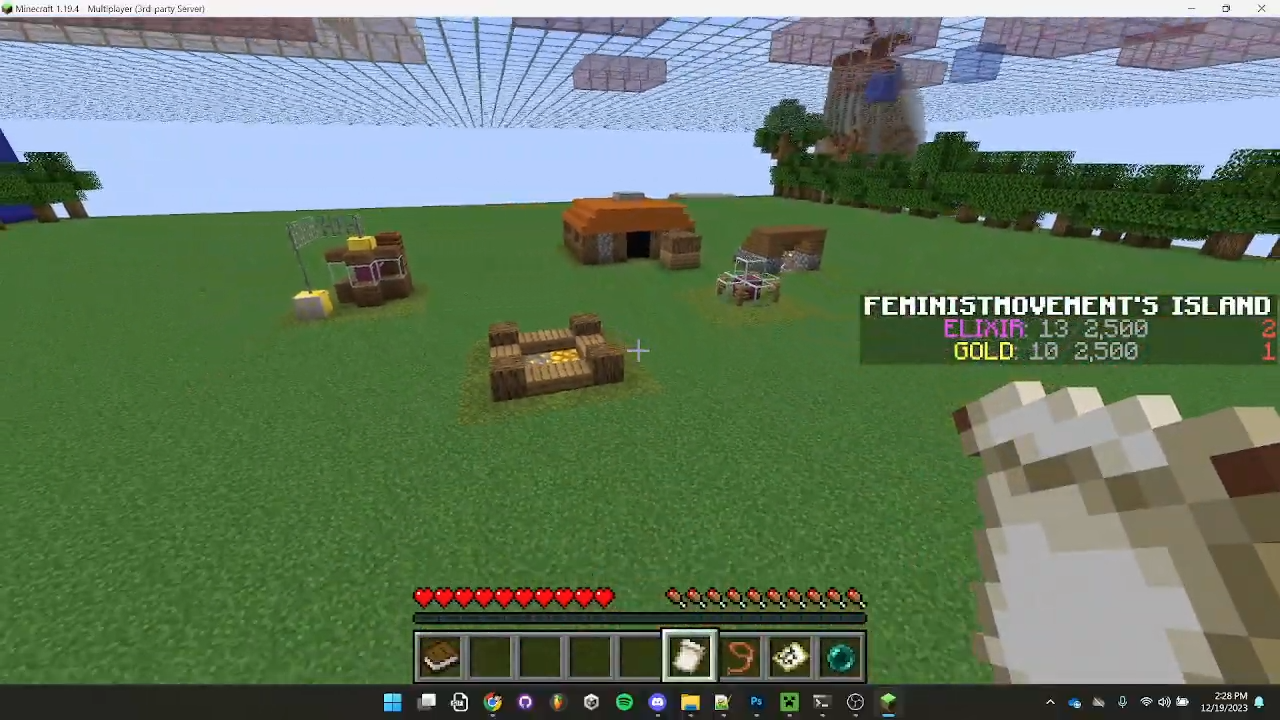 Minecraft 1.19.4   Multiplayer (3rd-party Server)
FEMINISTMOVEMENT'S ISLAND
ELIXIR: 13 2,500 2
GOLD: 10 2,500 1
2:28 PM
12/19/2023